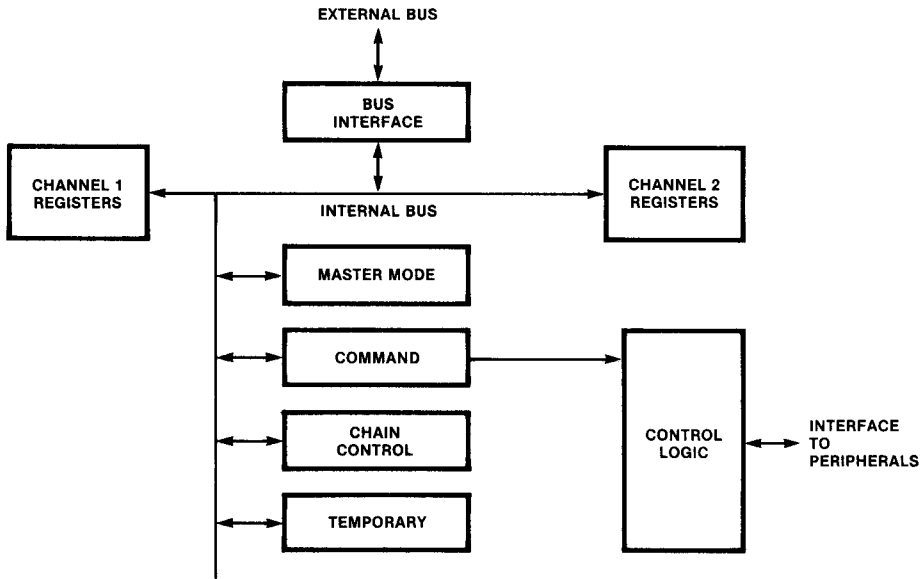 EXTERNAL BUS
BUS
INTERFACE
CHANNEL 1
REGISTERS
CHANNEL 2
REGISTERS
INTERNAL BUS
MASTER MODE
COMMAND
CHAIN
CONTROL
TEMPORARY
CONTROL
LOGIC
INTERFACE
TO
PERIPHERALS